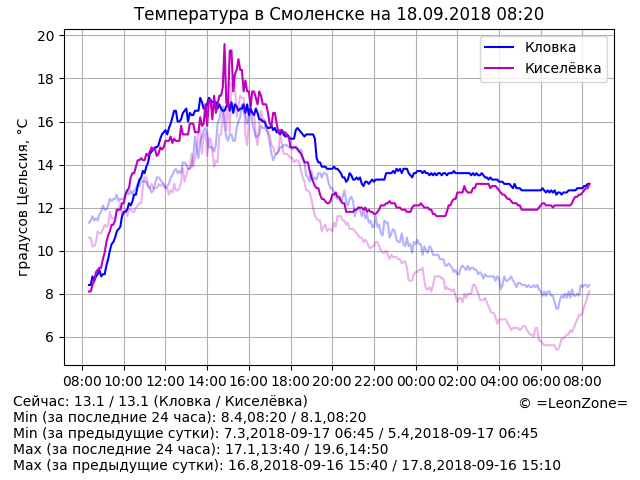 Температура в Смоленске на 18.09.2018 08:20
градусов Цельсия, °C
20
18
16
14
12
10
8
6
Кловка
Киселёвка
08:00 10:00 12:00 14:00 16:00 18:00 20:00 22:00 00:00 02:00 04:00 06:00 08:00
Сейчас: 13.1 / 13.1 (Кловка / Киселёвка)
© =LeonZone=
Min (за последние 24 часа): 8.4,08:20 / 8.1,08:20
Min (за предыдущие сутки): 7.3,2018-09-17 06:45 / 5.4,2018-09-17 06:45
Max (за последние 24 часа): 17.1,13:40 / 19.6,14:50
Max (за предыдущие сутки): 16.8,2018-09-16 15:40 / 17.8,2018-09-16 15:10